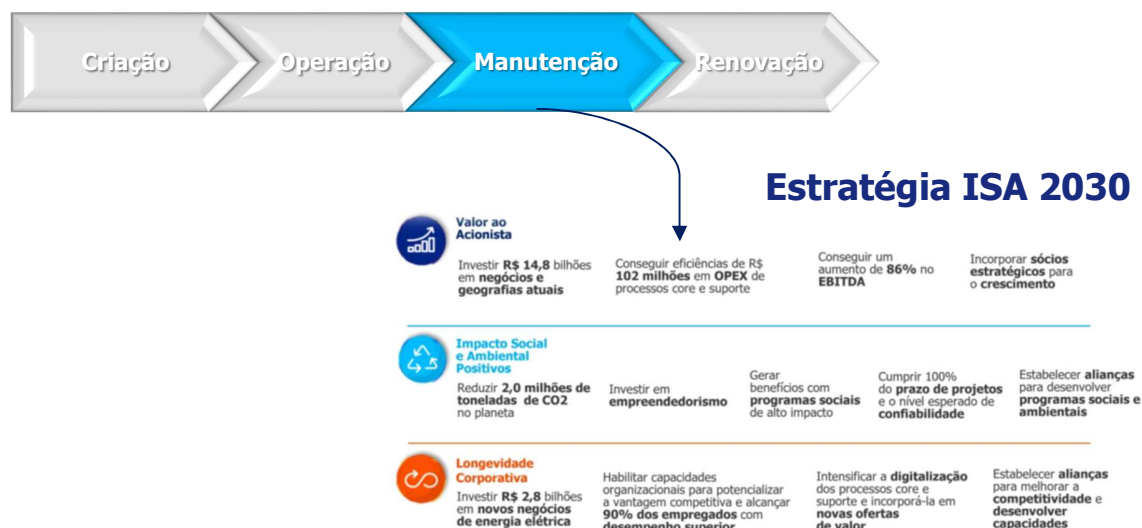 Criação
Operação
Manutenção
Renovação
Estratégia ISA 2030
Valor ao
Acionista
Investir R$ 14,8 bilhões
em negócios e
geografias atuais
Conseguir eficiências de R$
102 milhões em OPEX de
processos core e suporte
Conseguir um
aumento de 86% no
EBITDA
Incorporar sócios
estratégicos para
o crescimento
Impacto Social
e Ambiental
Positivos
Reduzir 2,0 milhões de
toneladas de CO2
no planeta
Investir em
empreendedorismo
Gerar
benefícios com
programas sociais
de alto impacto
Cumprir 100%
do prazo de projetos
e o nível esperado de
confiabilidade
Estabelecer alianças
para desenvolver
programas sociais e
ambientais
Longevidade
Corporativa
Investir R$ 2,8 bilhões
em novos negócios
de energia elétrica
Habilitar capacidades
organizacionais para potencializar
a vantagem competitiva e alcançar
90% dos empregados com
desempenho superior
Intensificar a digitalização
dos processos core e
suporte e incorporá-la em
novas ofertas
de valor
Estabelecer alianças
para melhorar a
competitividade e
desenvolver
capacidades